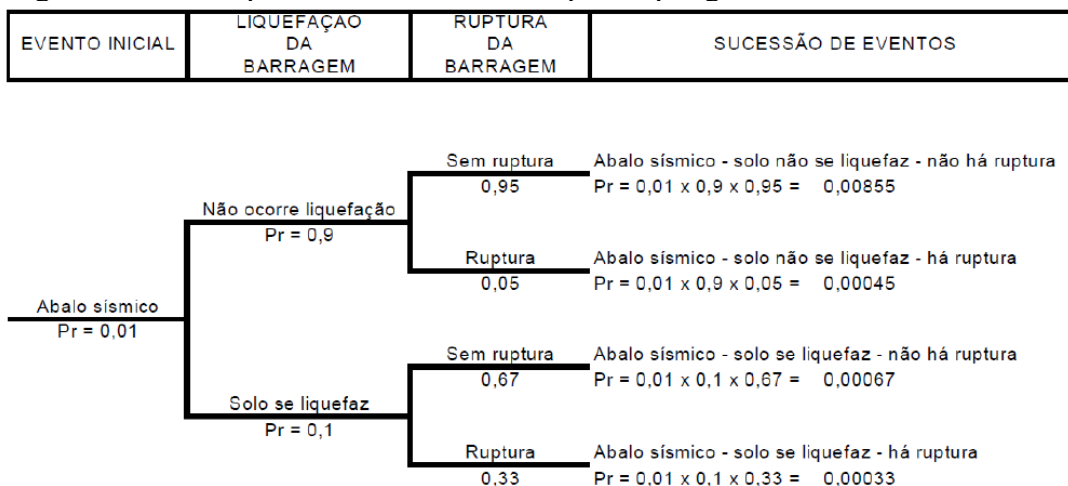 EVENTO INICIAL
LIQUEFAÇÃO
DA
BARRAGEM
RUPTURA
DA
BARRAGEM
SUCESSÃO DE EVENTOS
Sem ruptura
0,95
Abalo sísmico - solo não se liquefaz - não há ruptura
Pr = 0,01 x 0,9 x 0,95 = 0,00855
Não ocorre liquefação
Pr = 0,9
Ruptura
0,05
Abalo sísmico - solo não se liquefaz - há ruptura
Pr = 0,01 x 0,9 x 0,05 = 0,00045
Abalo sísmico
Pr = 0,01
Sem ruptura
0,67
Abalo sísmico - solo se liquefaz - não há ruptura
Pr = 0,01 x 0,1 x 0,67 = 0,00067
Solo se liquefaz
Pr = 0,1
Ruptura
0,33
Abalo sísmico - solo se liquefaz - há ruptura
Pr = 0,01 x 0,1 x 0,33 = 0,00033